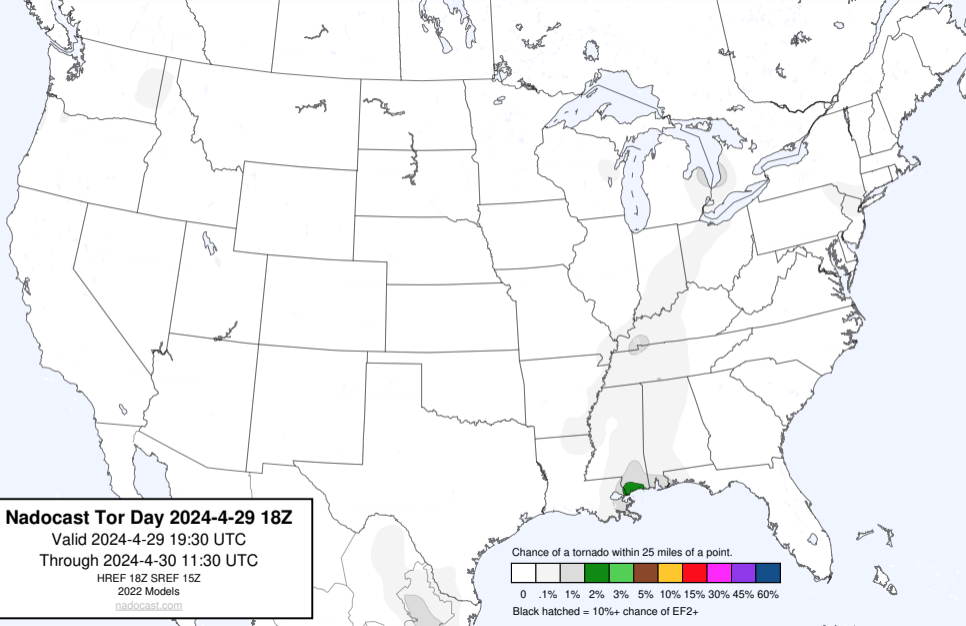 Nadocast Tor Day 2024-4-29 18Z
Valid 2024-4-29 19:30 UTC
Through 2024-4-30 11:30 UTC
HREF 18Z SREF 15Z
2022 Models
nadocast.com
Chance of a tornado within 25 miles of a point.
0 .1% 1% 2% 3% 5% 10% 15% 30% 45% 60%
Black hatched = 10%+ chance of EF2+